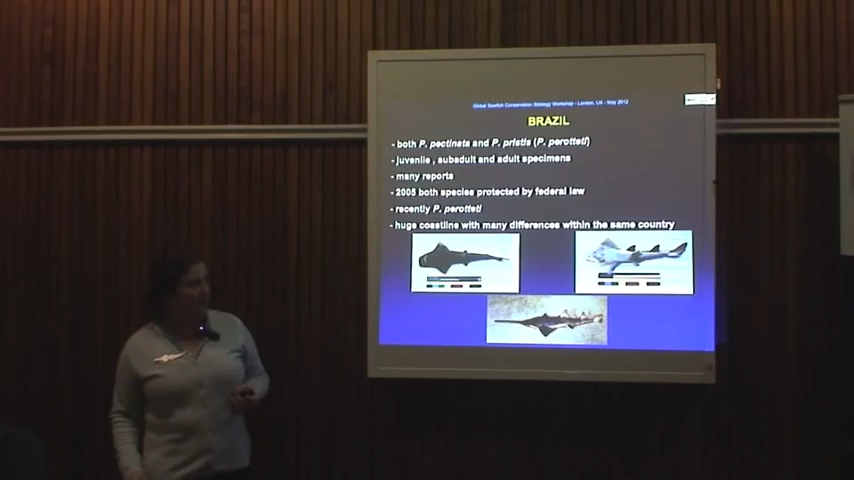 Global Sawfish Conservation Strategy Workshop - London, UK - May 2012
BRAZIL
- both P. pectinata and P. pristis (P. perotteti)
- juvenile , subadult and adult specimens
- many reports
- 2005 both species protected by federal law
- recently P. perotteti
- huge coastline with many differences within the same country